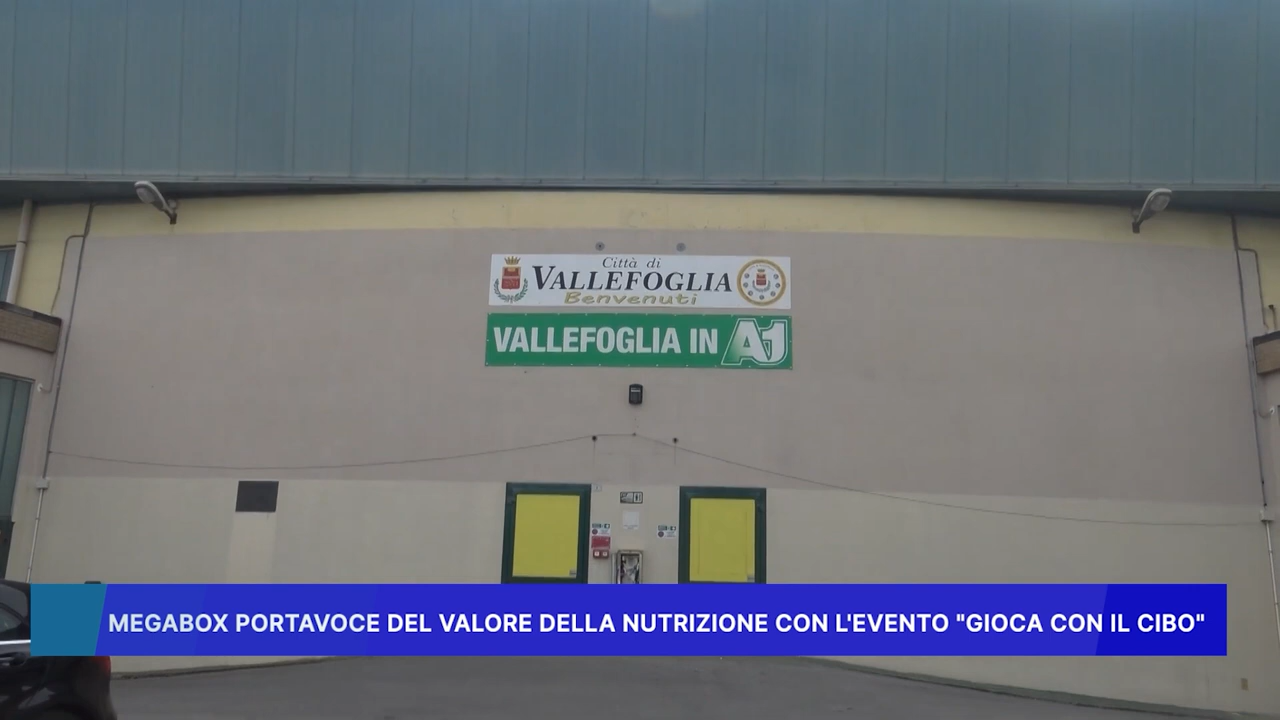 Città di
VALLEFOGLIA
Benvenuti
VALLEFOGLIA IN A1
MEGABOX PORTAVOCE DEL VALORE DELLA NUTRIZIONE CON L'EVENTO "GIOCA CON IL CIBO"